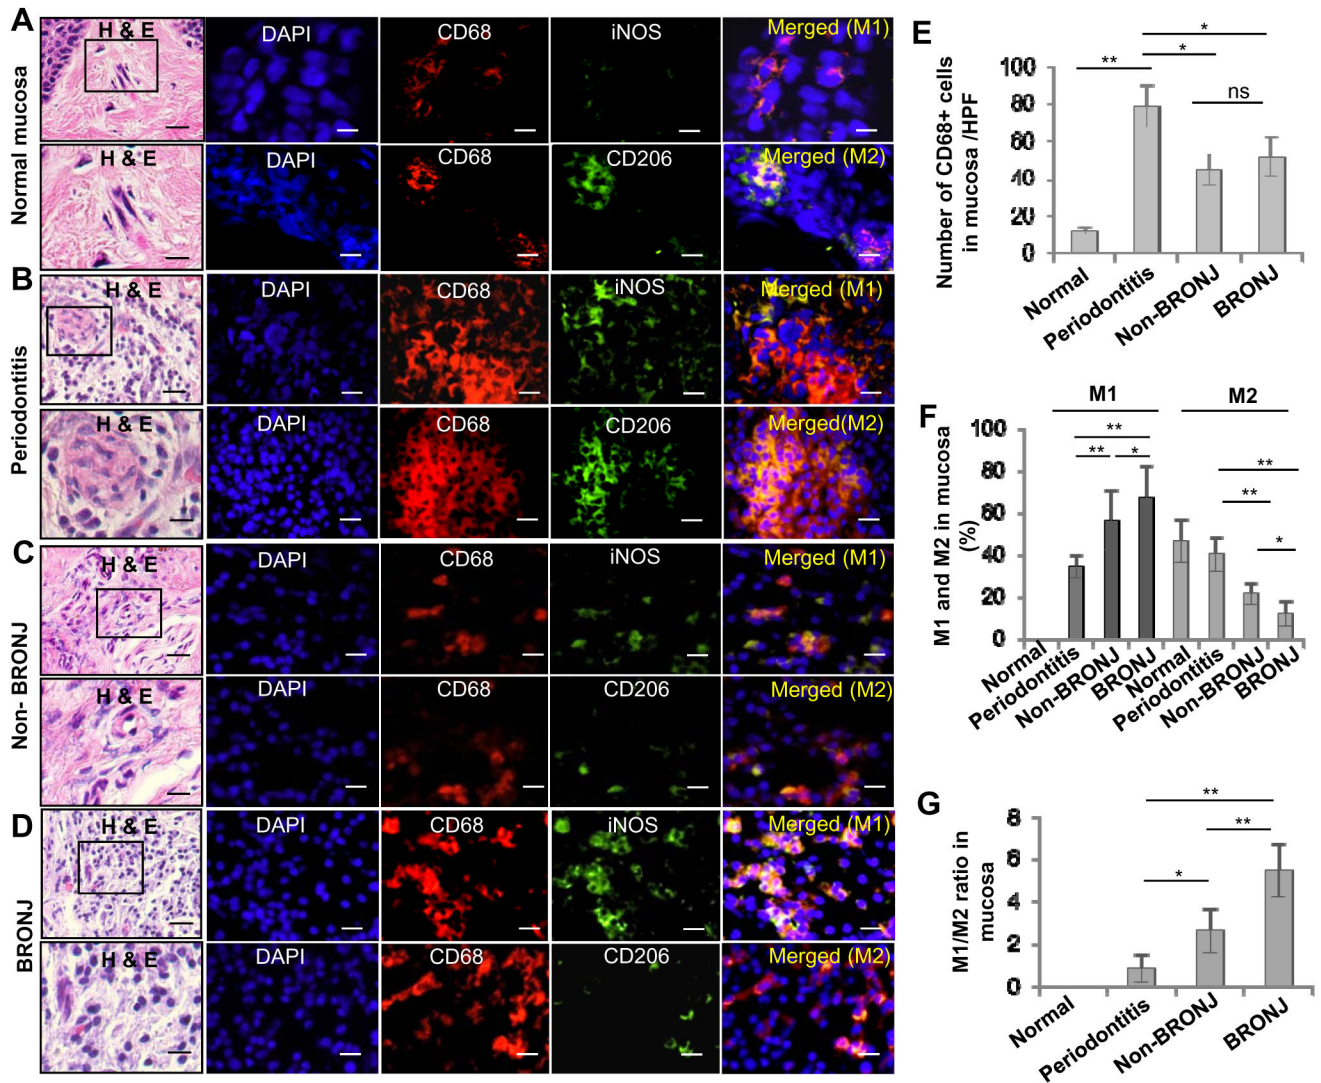 A
Normal mucosa
H & E
DAPI
CD68
iNOS
Merged (M1)
H & E
DAPI
CD68
CD206
Merged (M2)
B
Periodontitis
H & E
DAPI
CD68
iNOS
Merged (M1)
H & E
DAPI
CD68
CD206
Merged(M2)
C
Non- BRONJ
H & E
DAPI
CD68
iNOS
Merged (M1)
H & E
DAPI
CD68
CD206
Merged (M2)
D
BRONJ
H & E
DAPI
CD68
iNOS
Merged (M1)
H & E
DAPI
CD68
CD206
Merged (M2)
E
Number of CD68+ cells
in mucosa /HPF
100
80
60
40
20
0
**
*
*
ns
Normal
Periodontitis
Non-BRONJ
BRONJ
F
M1 and M2 in mucosa
(%)
M1
M2
100
80
60
40
20
0
**
**
*
**
**
*
Normal
Periodontitis
Non-BRONJ
BRONJ
Normal
Periodontitis
Non-BRONJ
BRONJ
G
M1/M2 ratio in
mucosa
8
6
4
2
0
**
**
*
Normal
Periodontitis
Non-BRONJ
BRONJ